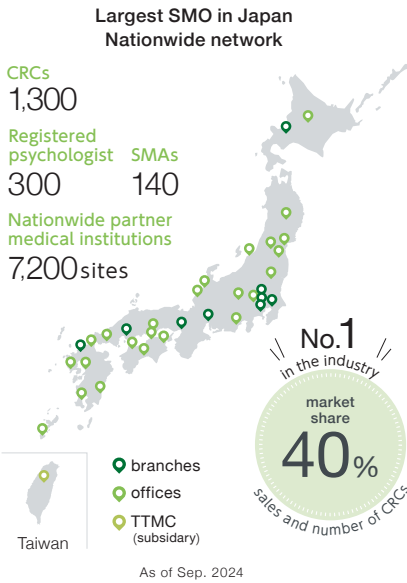 Largest SMO in Japan
Nationwide network
CRCs
1,300
Registered
psychologist
300
SMAs
140
Nationwide partner
medical institutions
7,200 sites
No.1
in the industry
market
share
40%
sales and number of CRCs
branches
offices
TTMC
(subsidary)
Taiwan
As of Sep. 2024